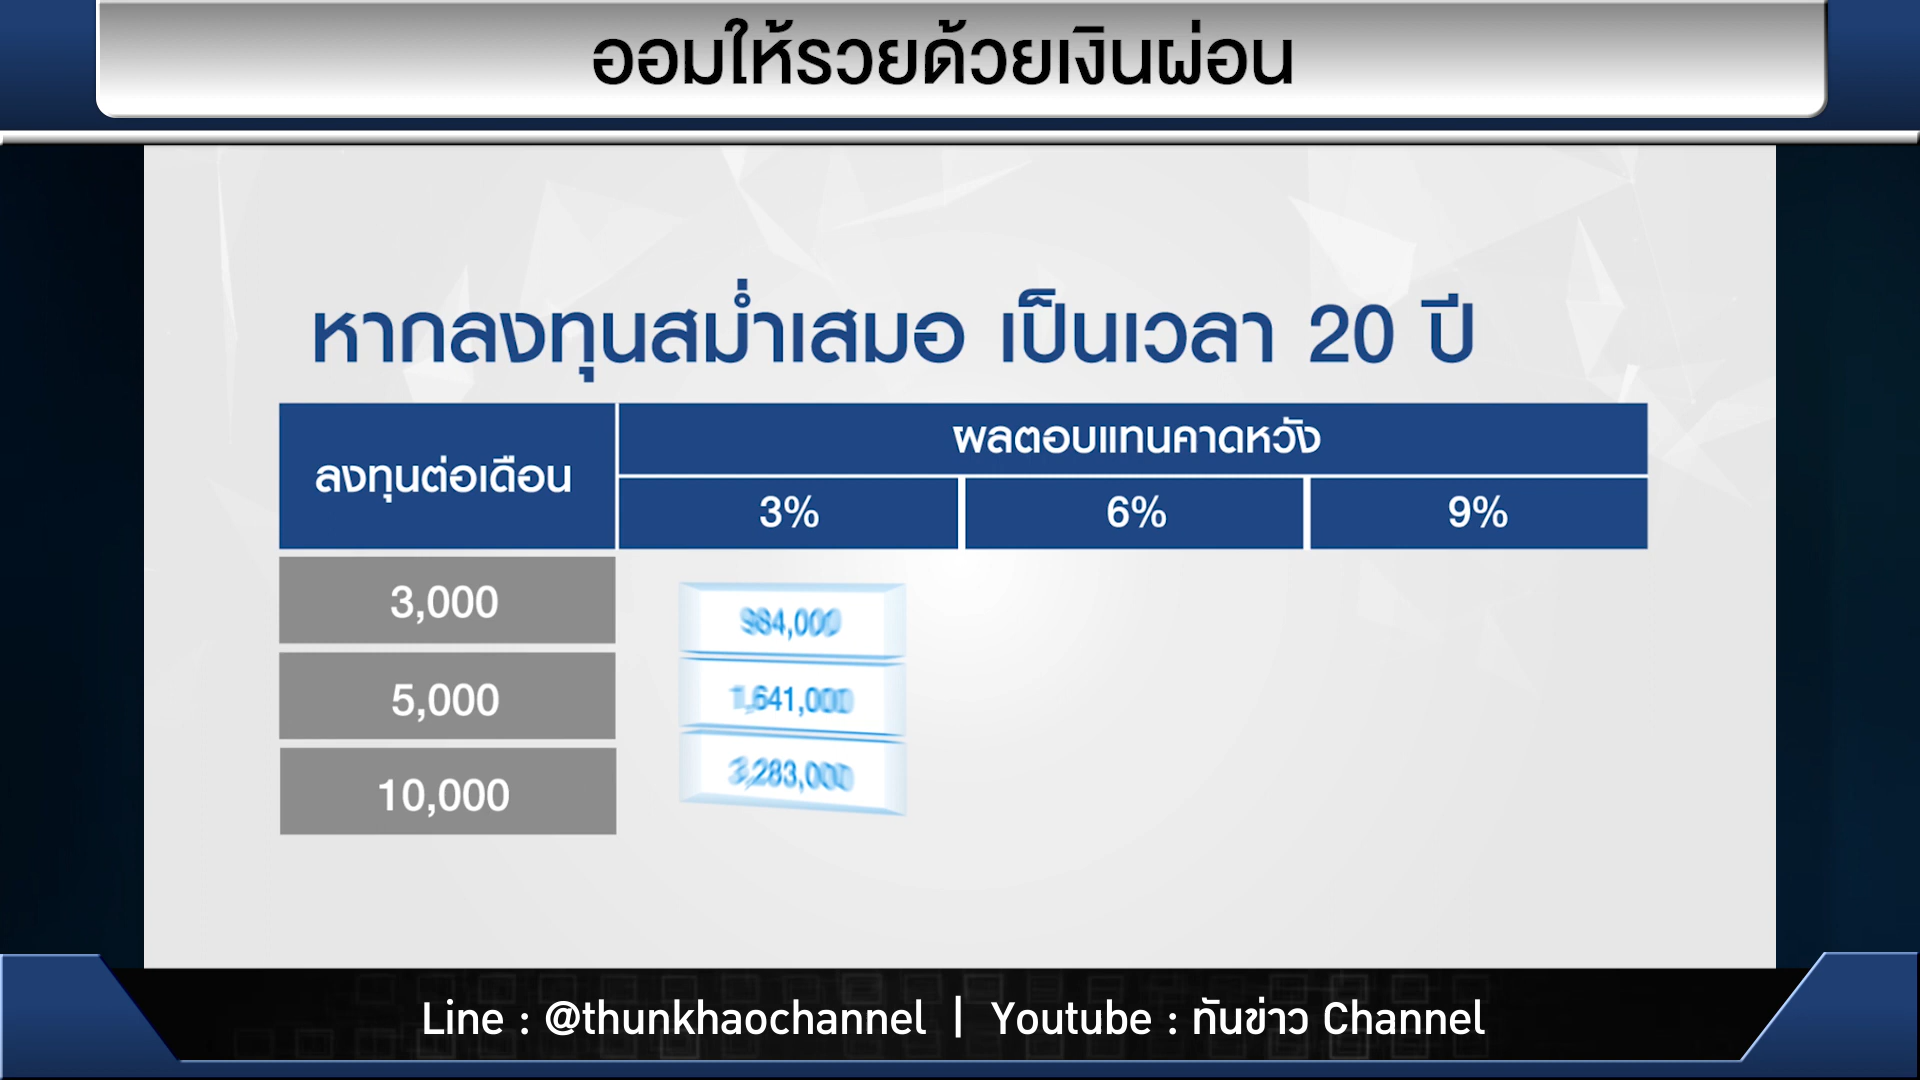 ออมให้รวยด้วยเงินผ่อน
หากลงทุนสม่ำเสมอ เป็นเวลา 20 ปี
ลงทุนต่อเดือน
ผลตอบแทนคาดหวัง
3% 6% 9%
3,000 984,000
5,000 1,641,000
10,000 3,283,000
Line : @thunkhaochannel | Youtube : ทันข่าว Channel